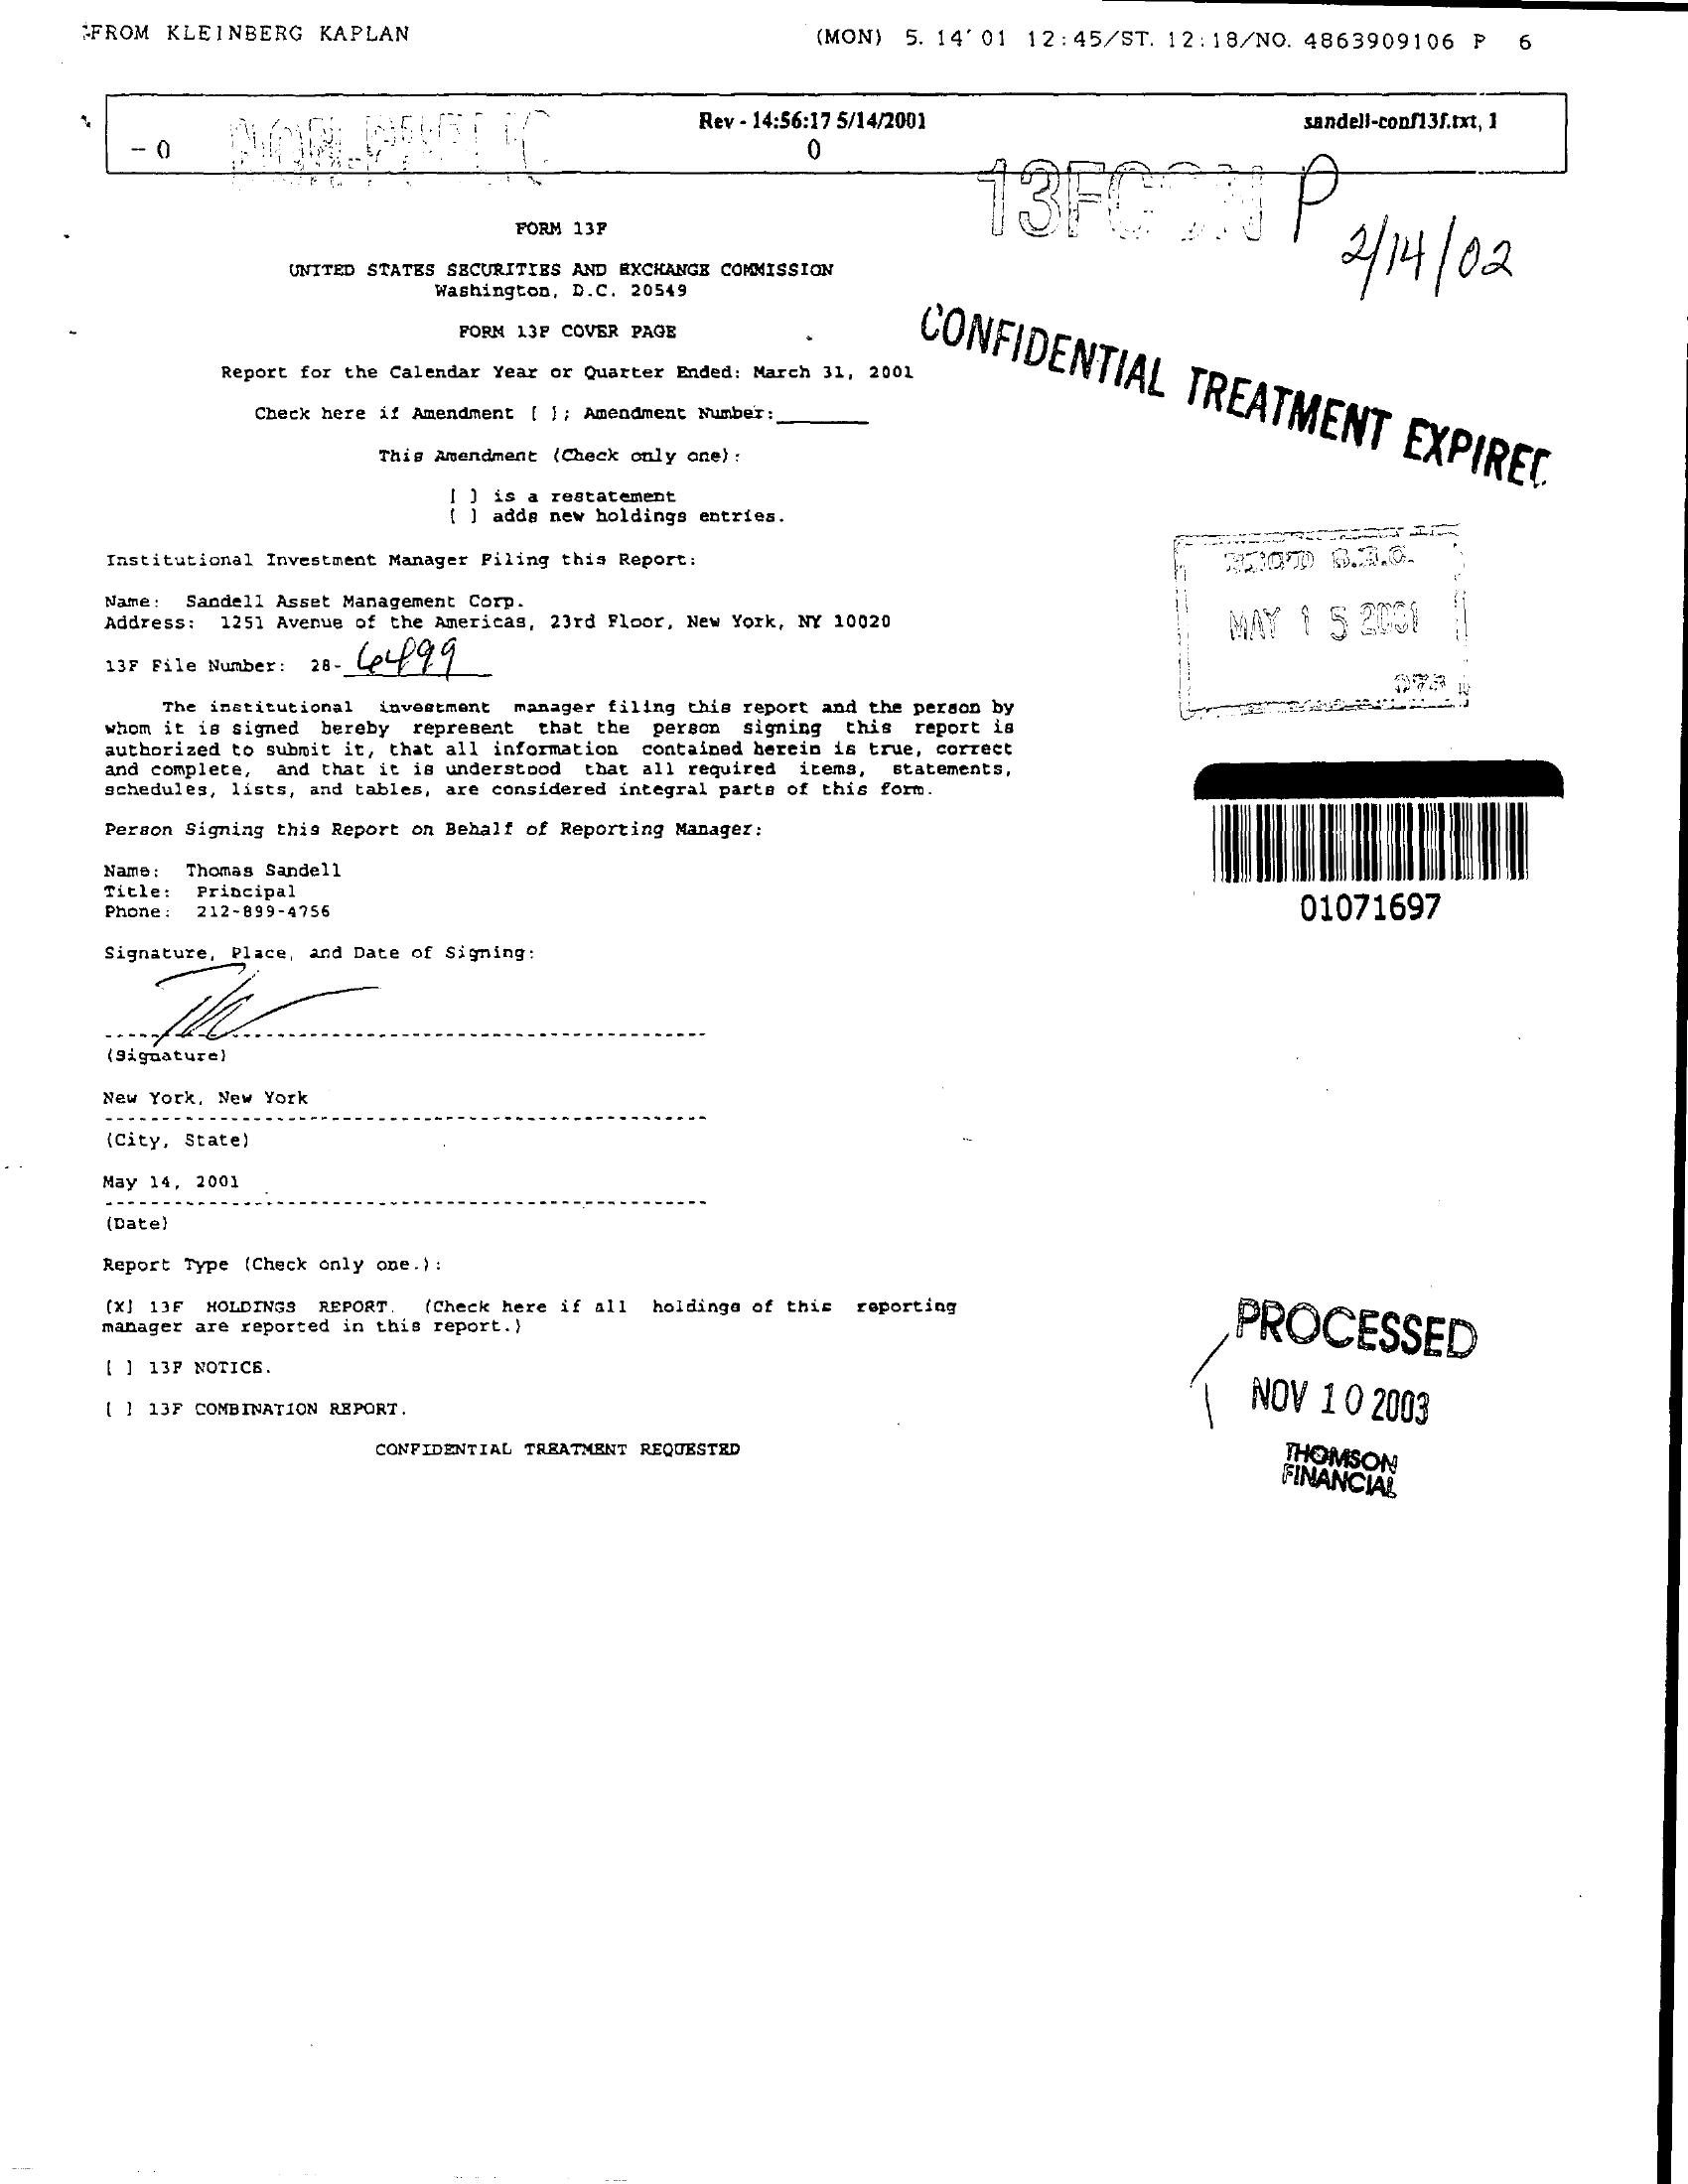 FROM KLEINBERG KAPLAN (MON) 5. 14' 01 12:45/ST. 12:18/NO. 4863909106 P 6
Rev - 14:56:17 5/14/2001 sandell-conf13f.txt, 1
- 0 0
P 2/14/02
FORM 13F
UNITED STATES SECURITIES AND EXCHANGE COMMISSION
Washington, D.C. 20549
FORM 13F COVER PAGE
CONFIDENTIAL TREATMENT EXPIRED
Report for the Calendar Year or Quarter Ended: March 31, 2001
Check here if Amendment [ ]; Amendment Number:
This Amendment (Check only one):
[ ] is a restatement
[ ] adds new holdings entries.
Institutional Investment Manager Filing this Report:
Name: Sandell Asset Management Corp.
Address: 1251 Avenue of the Americas, 23rd Floor, New York, NY 10020
13F File Number: 28- 6499
REC'D S.E.C.
MAY 15 2001
The institutional investment manager filing this report and the person by
whom it is signed hereby represent that the person signing this report is
authorized to submit it, that all information contained herein is true, correct
and complete, and that it is understood that all required items, statements,
schedules, lists, and tables, are considered integral parts of this form.
Person Signing this Report on Behalf of Reporting Manager:
Name: Thomas Sandell
Title: Principal
Phone: 212-899-4756
01071697
Signature, Place, and Date of Signing:
(Signature)
New York, New York
(City, State)
May 14, 2001
(Date)
Report Type (Check only one.):
[X] 13F HOLDINGS REPORT. (Check here if all holdings of this reporting
manager are reported in this report.)
[ ] 13F NOTICE.
[ ] 13F COMBINATION REPORT.
CONFIDENTIAL TREATMENT REQUESTED
PROCESSED
NOV 10 2003
THOMSON
FINANCIAL